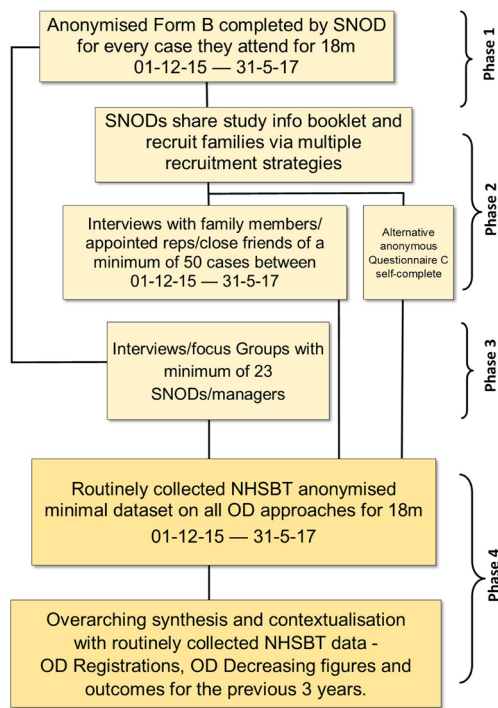 Anonymised Form B completed by SNOD
for every case they attend for 18m
01-12-15 — 31-5-17
Phase 1
SNODs share study info booklet and
recruit families via multiple
recruitment strategies
Interviews with family members/
appointed reps/close friends of a
minimum of 50 cases between
01-12-15 — 31-5-17
Alternative
anonymous
Questionnaire C
self-complete
Phase 2
Interviews/focus Groups with
minimum of 23
SNODs/managers
Phase 3
Routinely collected NHSBT anonymised
minimal dataset on all OD approaches for 18m
01-12-15 — 31-5-17
Overarching synthesis and contextualisation
with routinely collected NHSBT data -
OD Registrations, OD Decreasing figures and
outcomes for the previous 3 years.
Phase 4